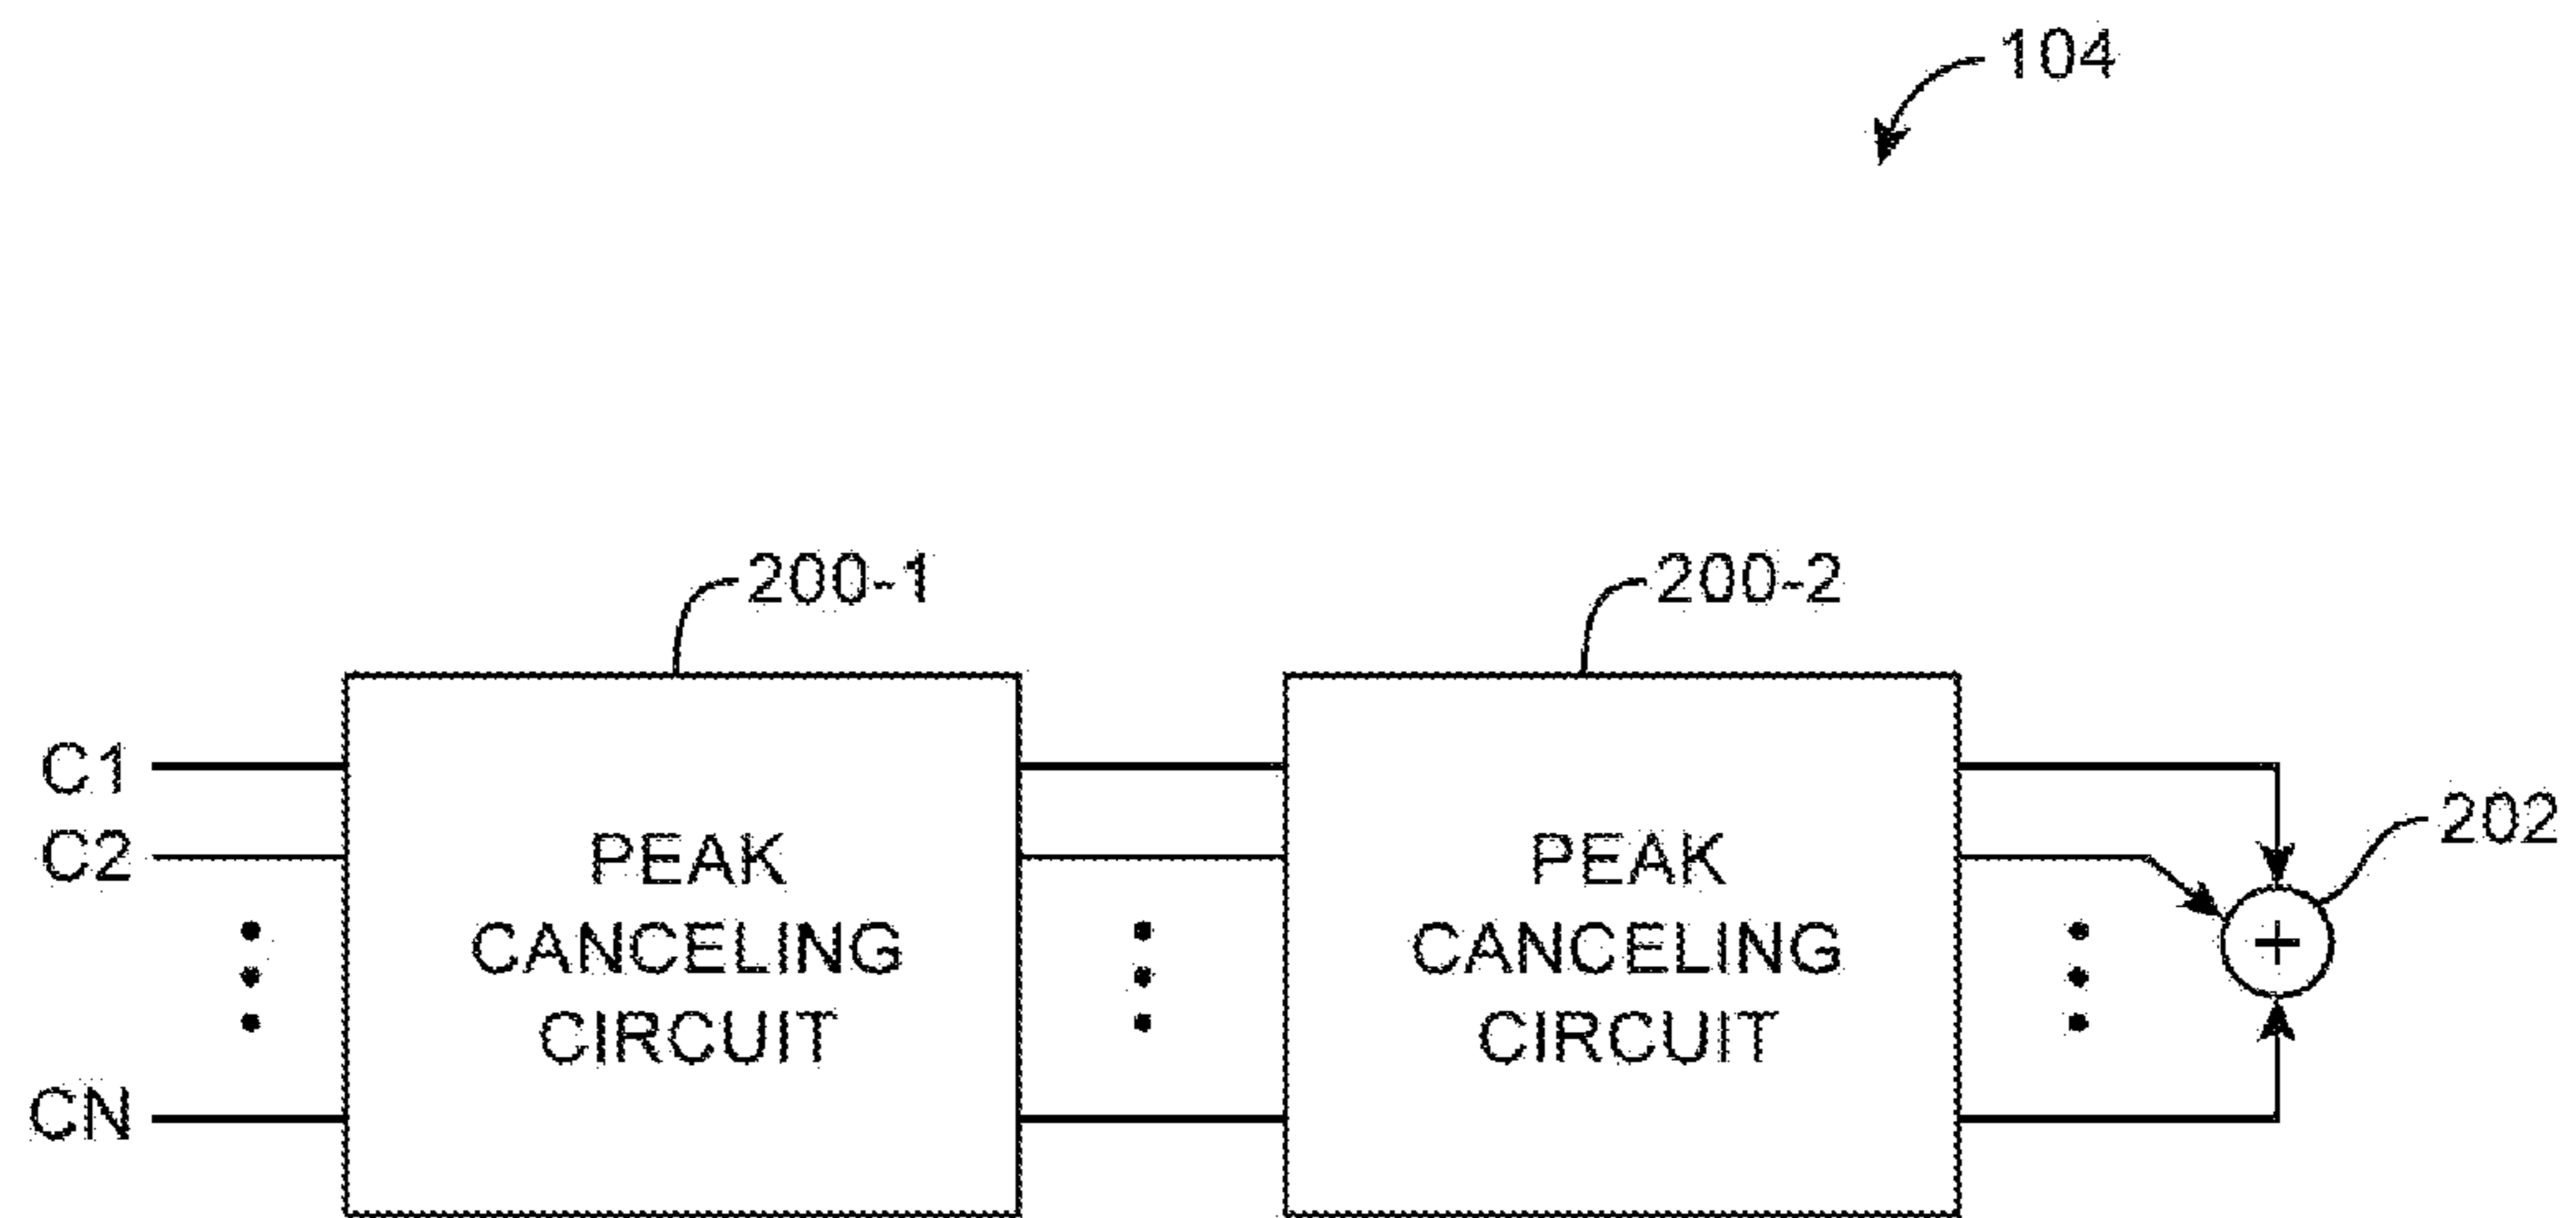 104
200-1
200-2
C1
C2
CN
PEAK
CANCELING
CIRCUIT
PEAK
CANCELING
CIRCUIT
+
202